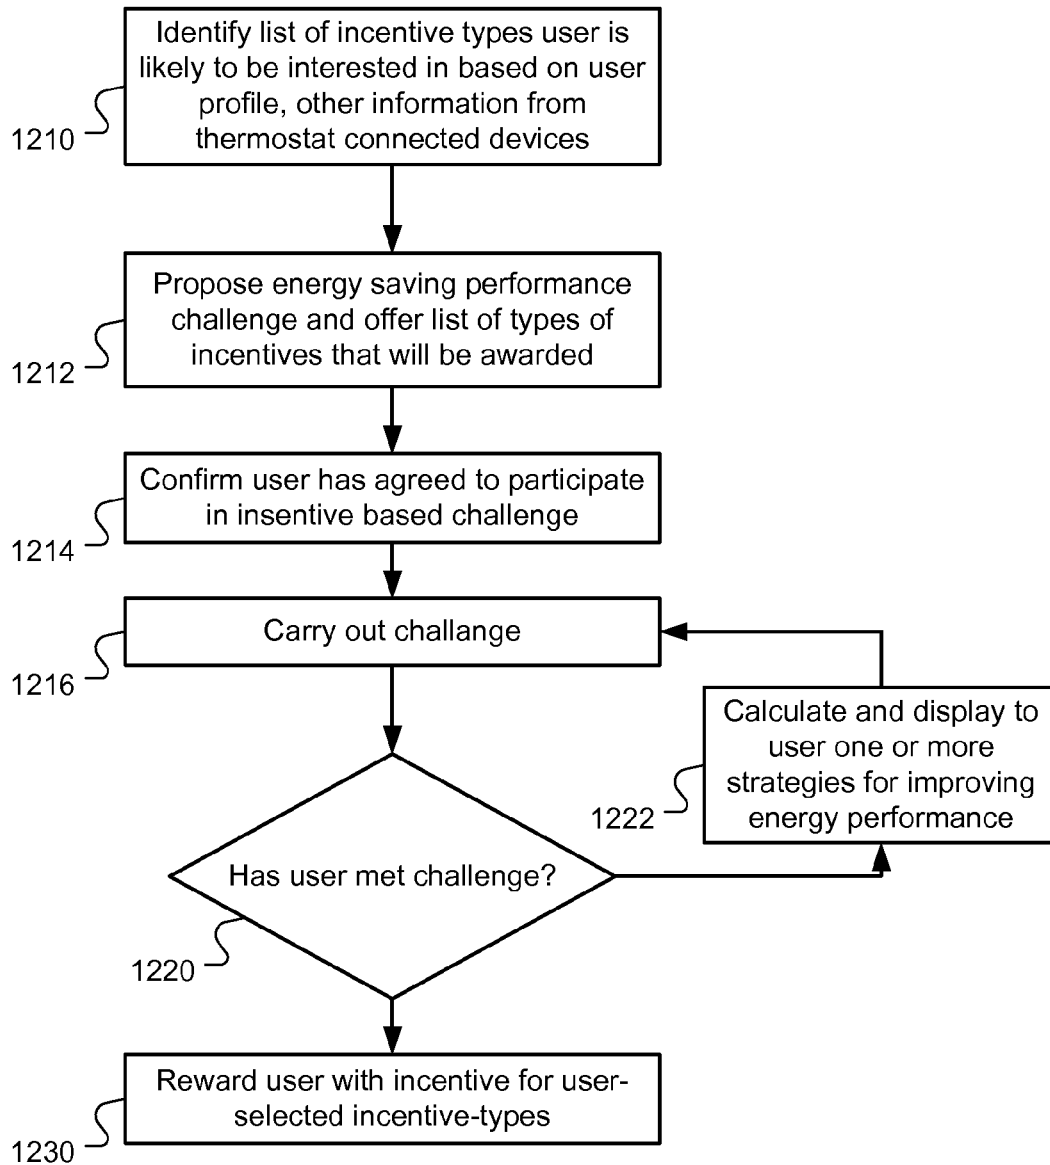 Identify list of incentive types user is
likely to be interested in based on user
profile, other information from
thermostat connected devices
1210
Propose energy saving performance
challenge and offer list of types of
incentives that will be awarded
1212
Confirm user has agreed to participate
in insentive based challenge
1214
Carry out challange
1216
Calculate and display to
user one or more
strategies for improving
energy performance
1222
Has user met challenge?
1220
Reward user with incentive for user-
selected incentive-types
1230